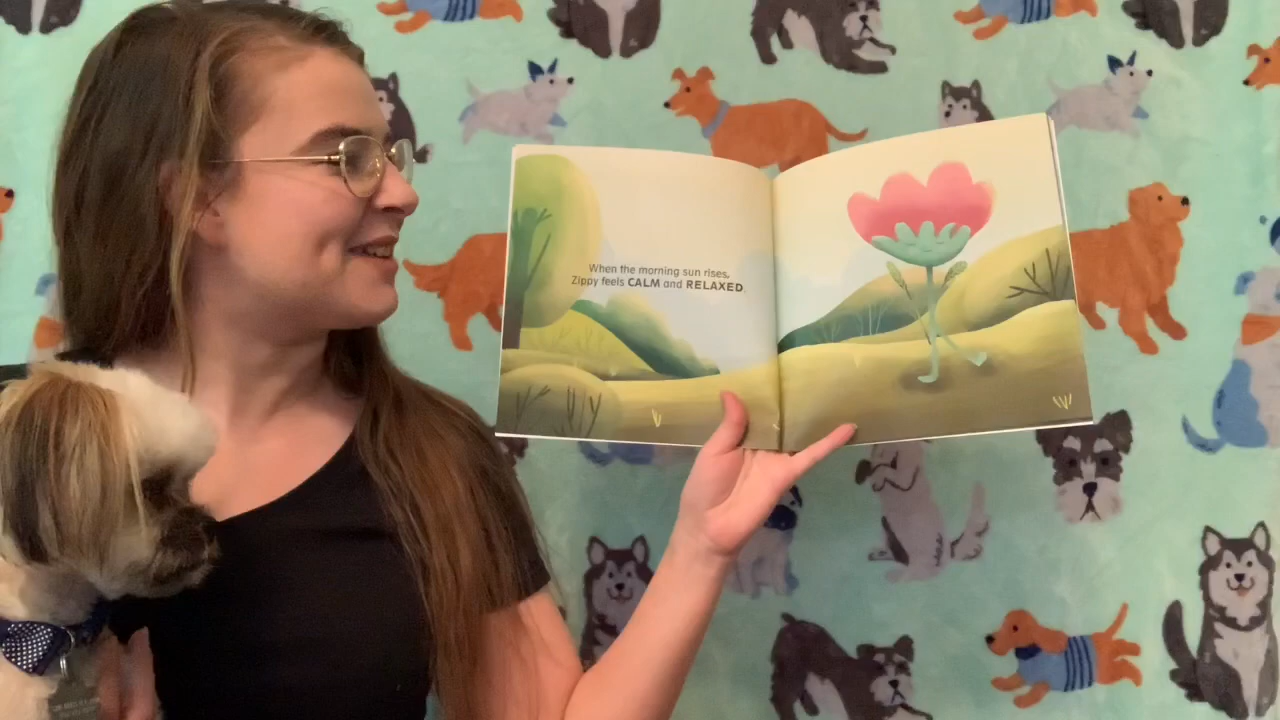 When the morning sun rises,
Zippy feels CALM and RELAXED.